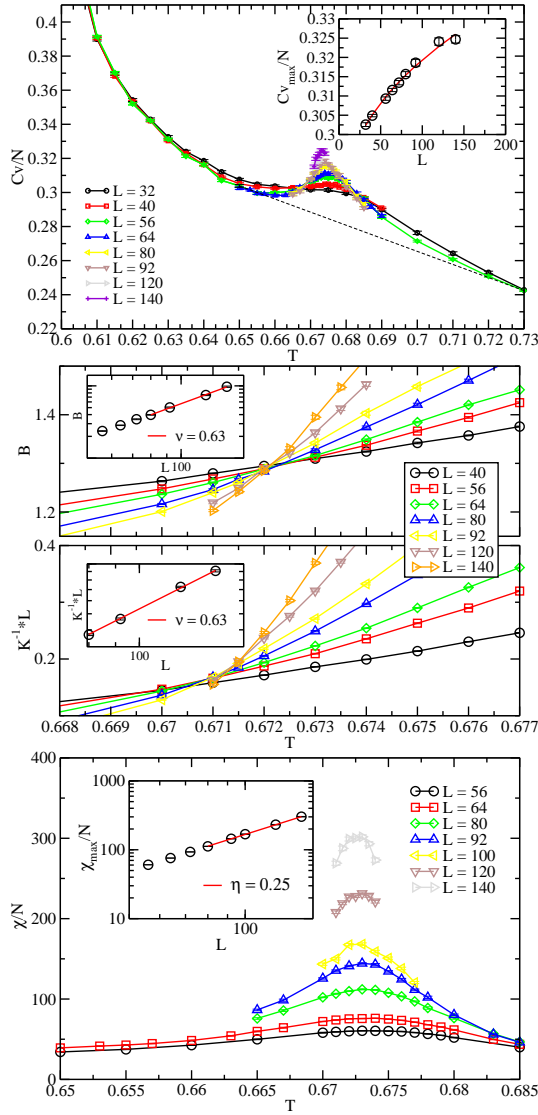 0.4
0.38
0.36
0.34
0.32
0.3
0.28
0.26
0.24
0.22
Cv/N
0.6 0.61 0.62 0.63 0.64 0.65 0.66 0.67 0.68 0.69 0.7 0.71 0.72 0.73
T
L = 32
L = 40
L = 56
L = 64
L = 80
L = 92
L = 120
L = 140
0.33
0.325
0.32
0.315
0.31
0.305
0.3
Cv_max/N
0 50 100 150 200
L
1.4
1.2
B
B
L 100
ν = 0.63
L = 40
L = 56
L = 64
L = 80
L = 92
L = 120
L = 140
0.4
0.2
K⁻¹*L
K⁻¹*L
100
L
ν = 0.63
0.668 0.669 0.67 0.671 0.672 0.673 0.674 0.675 0.676 0.677
T
400
300
200
100
0
χ/N
0.65 0.655 0.66 0.665 0.67 0.675 0.68 0.685
T
1000
100
10
χ_max/N
100
L
η = 0.25
L = 56
L = 64
L = 80
L = 92
L = 100
L = 120
L = 140